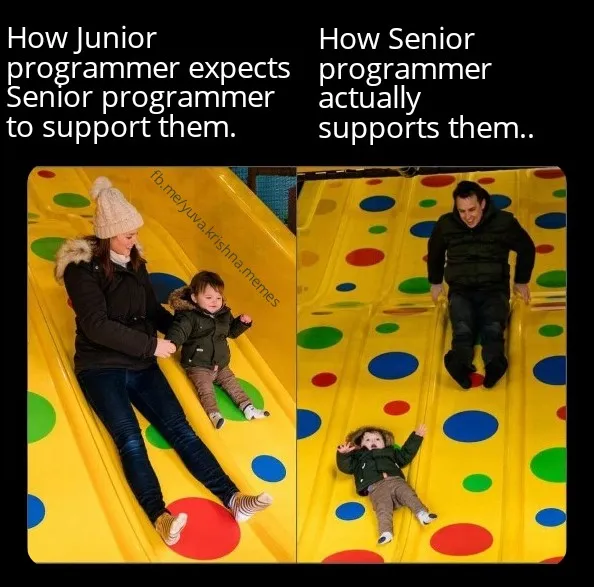 How Junior
programmer expects
Senior programmer
to support them.
How Senior
programmer
actually
supports them..
fb.me/yuva.krishna.memes